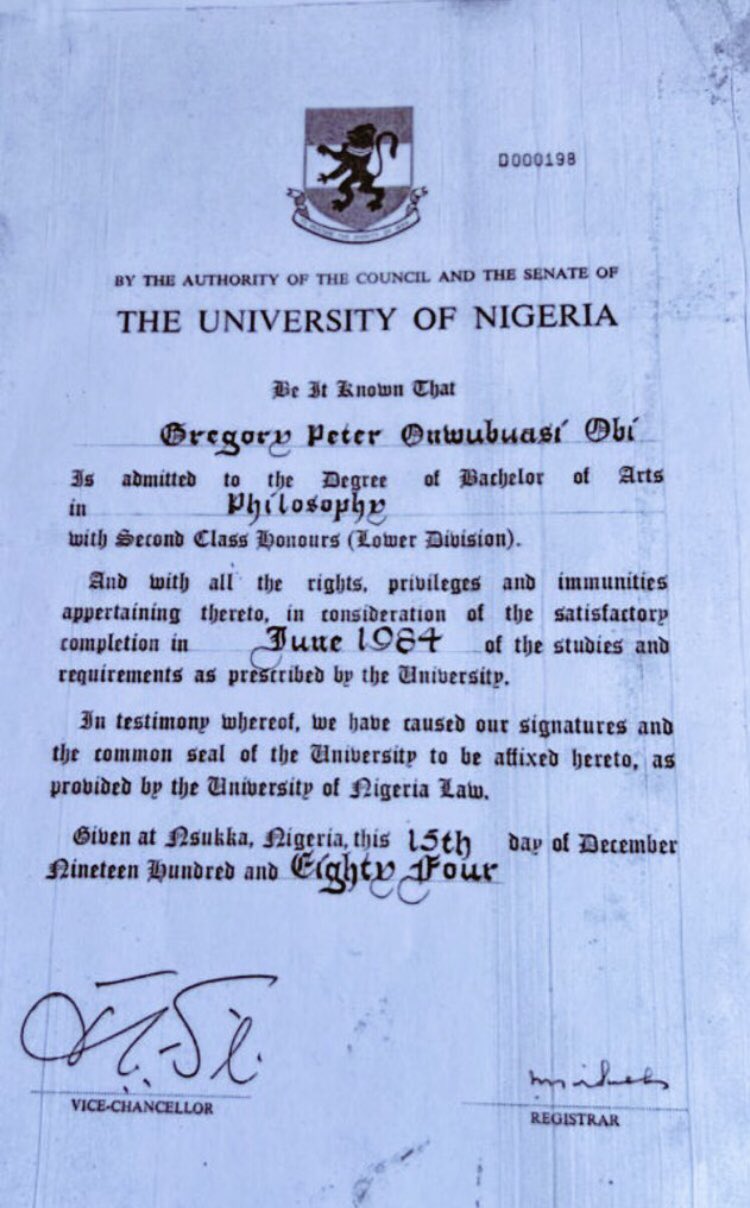 D000198
BY THE AUTHORITY OF THE COUNCIL AND THE SENATE OF
THE UNIVERSITY OF NIGERIA
Be It Known That
Gregory Peter Onwubuasi Obi
Is admitted to the Degree of Bachelor of Arts
in Philosophy
with Second Class Honours (Lower Division).
And with all the rights, privileges and immunities
appertaining thereto, in consideration of the satisfactory
completion in June 1984 of the studies and
requirements as prescribed by the University.
In testimony whereof, we have caused our signatures and
the common seal of the University to be affixed hereto, as
provided by the University of Nigeria Law.
Given at Nsukka, Nigeria, this 15th day of December
Nineteen Hundred and Eighty Four
VICE-CHANCELLOR
REGISTRAR